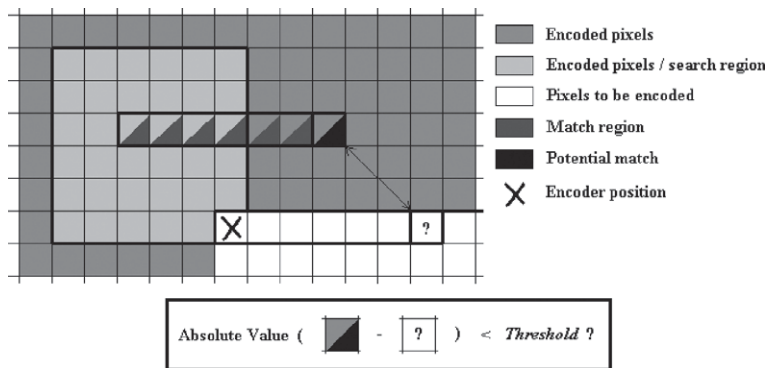 Encoded pixels
Encoded pixels / search region
Pixels to be encoded
Match region
Potential match
X Encoder position
?
Absolute Value ( - ? ) < Threshold ?